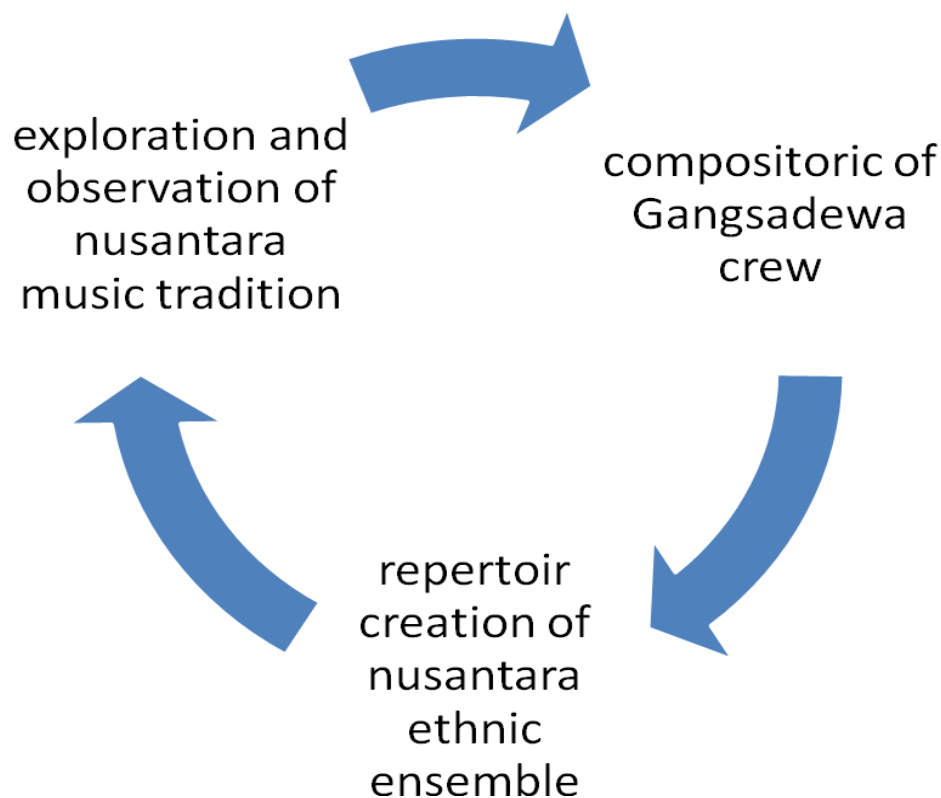 exploration and
observation of
nusantara
music tradition
compositoric of
Gangsadewa
crew
repertoir
creation of
nusantara
ethnic
ensemble